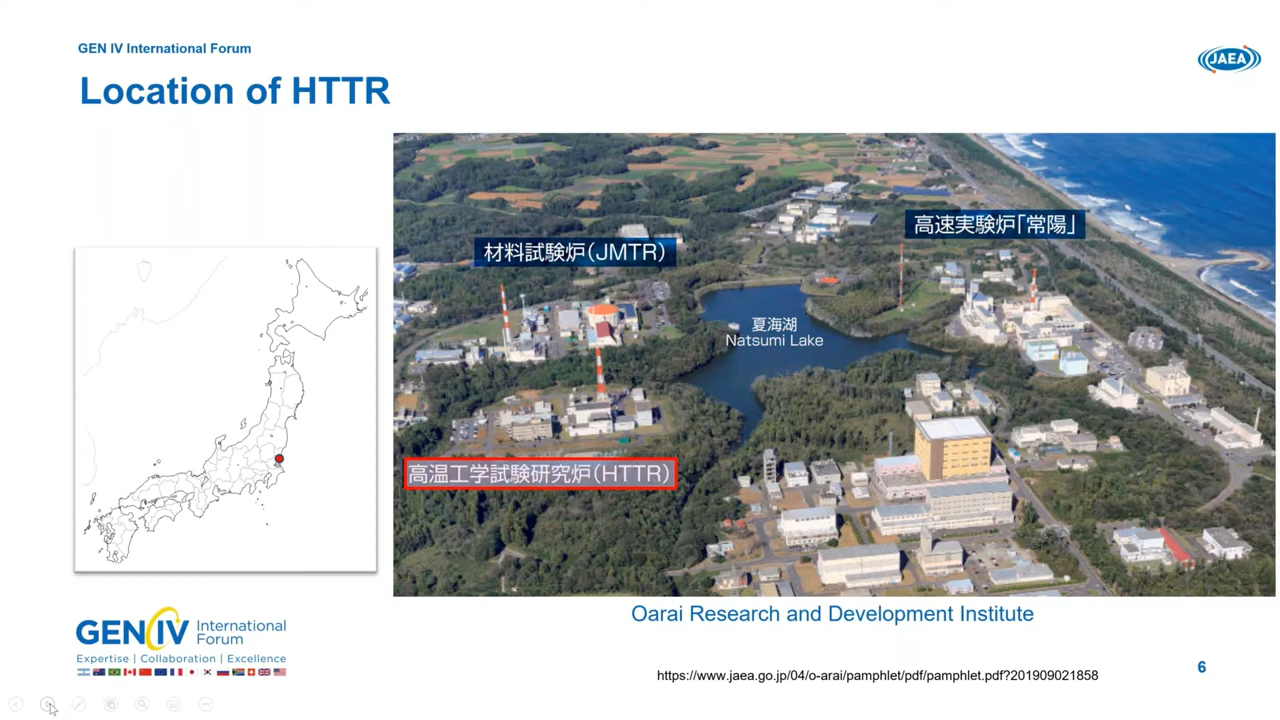 GEN IV International Forum
JAEA
Location of HTTR
材料試験炉(JMTR)
高速実験炉「常陽」
夏海湖
Natsumi Lake
高温工学試験研究炉(HTTR)
Oarai Research and Development Institute
GEN IV International
Forum
Expertise | Collaboration | Excellence
https://www.jaea.go.jp/04/o-arai/pamphlet/pdf/pamphlet.pdf?201909021858
6